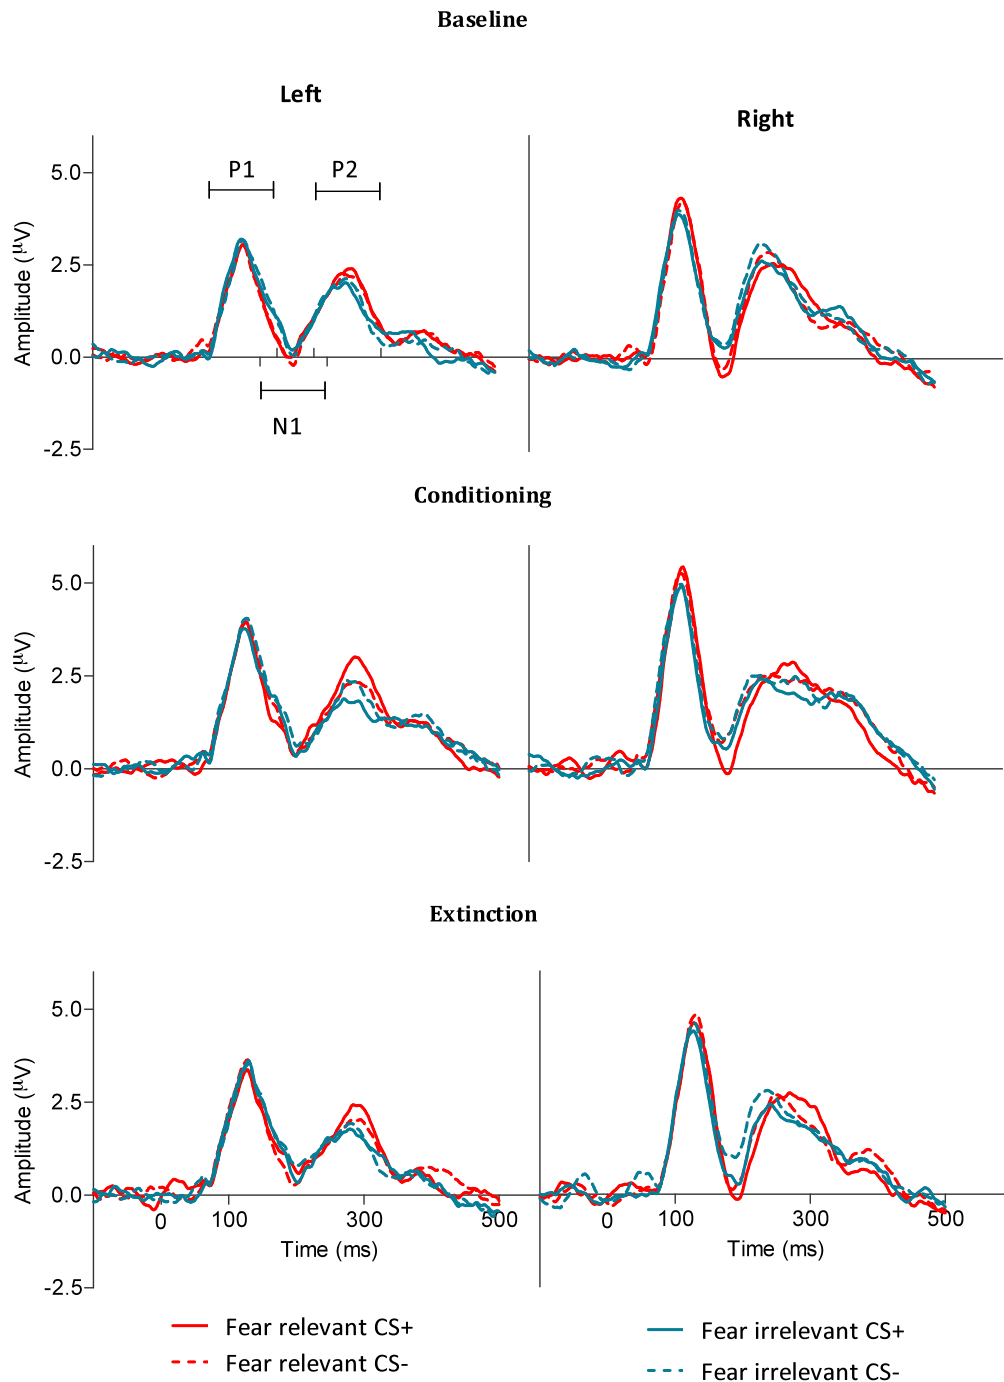 Baseline
Left
Right
P1
P2
5.0
2.5
0.0
-2.5
Amplitude (µV)
N1
Conditioning
5.0
2.5
0.0
-2.5
Amplitude (µV)
Extinction
5.0
2.5
0.0
-2.5
Amplitude (µV)
0 100 300 500
Time (ms)
0 100 300 500
Time (ms)
Fear relevant CS+
Fear relevant CS-
Fear irrelevant CS+
Fear irrelevant CS-